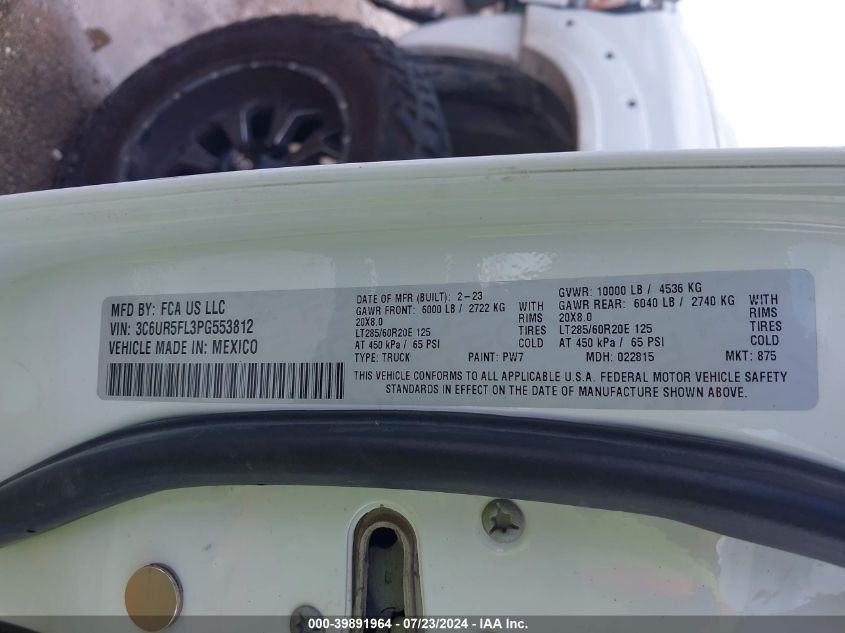 MFD BY: FCA US LLC
VIN: 3C6UR5FL3PG553812
VEHICLE MADE IN: MEXICO
DATE OF MFR (BUILT): 2-23
GAWR FRONT: 6000 LB / 2722 KG WITH
20X8.0 RIMS
LT285/60R20E 125 TIRES
AT 450 kPa / 65 PSI COLD
TYPE: TRUCK PAINT: PW7
GVWR: 10000 LB / 4536 KG
GAWR REAR: 6040 LB / 2740 KG WITH
20X8.0 RIMS
LT285/60R20E 125 TIRES
AT 450 kPa / 65 PSI COLD
MDH: 022815 MKT: 875
THIS VEHICLE CONFORMS TO ALL APPLICABLE U.S.A. FEDERAL MOTOR VEHICLE SAFETY
STANDARDS IN EFFECT ON THE DATE OF MANUFACTURE SHOWN ABOVE.
000-39891964 - 07/23/2024 - IAA Inc.